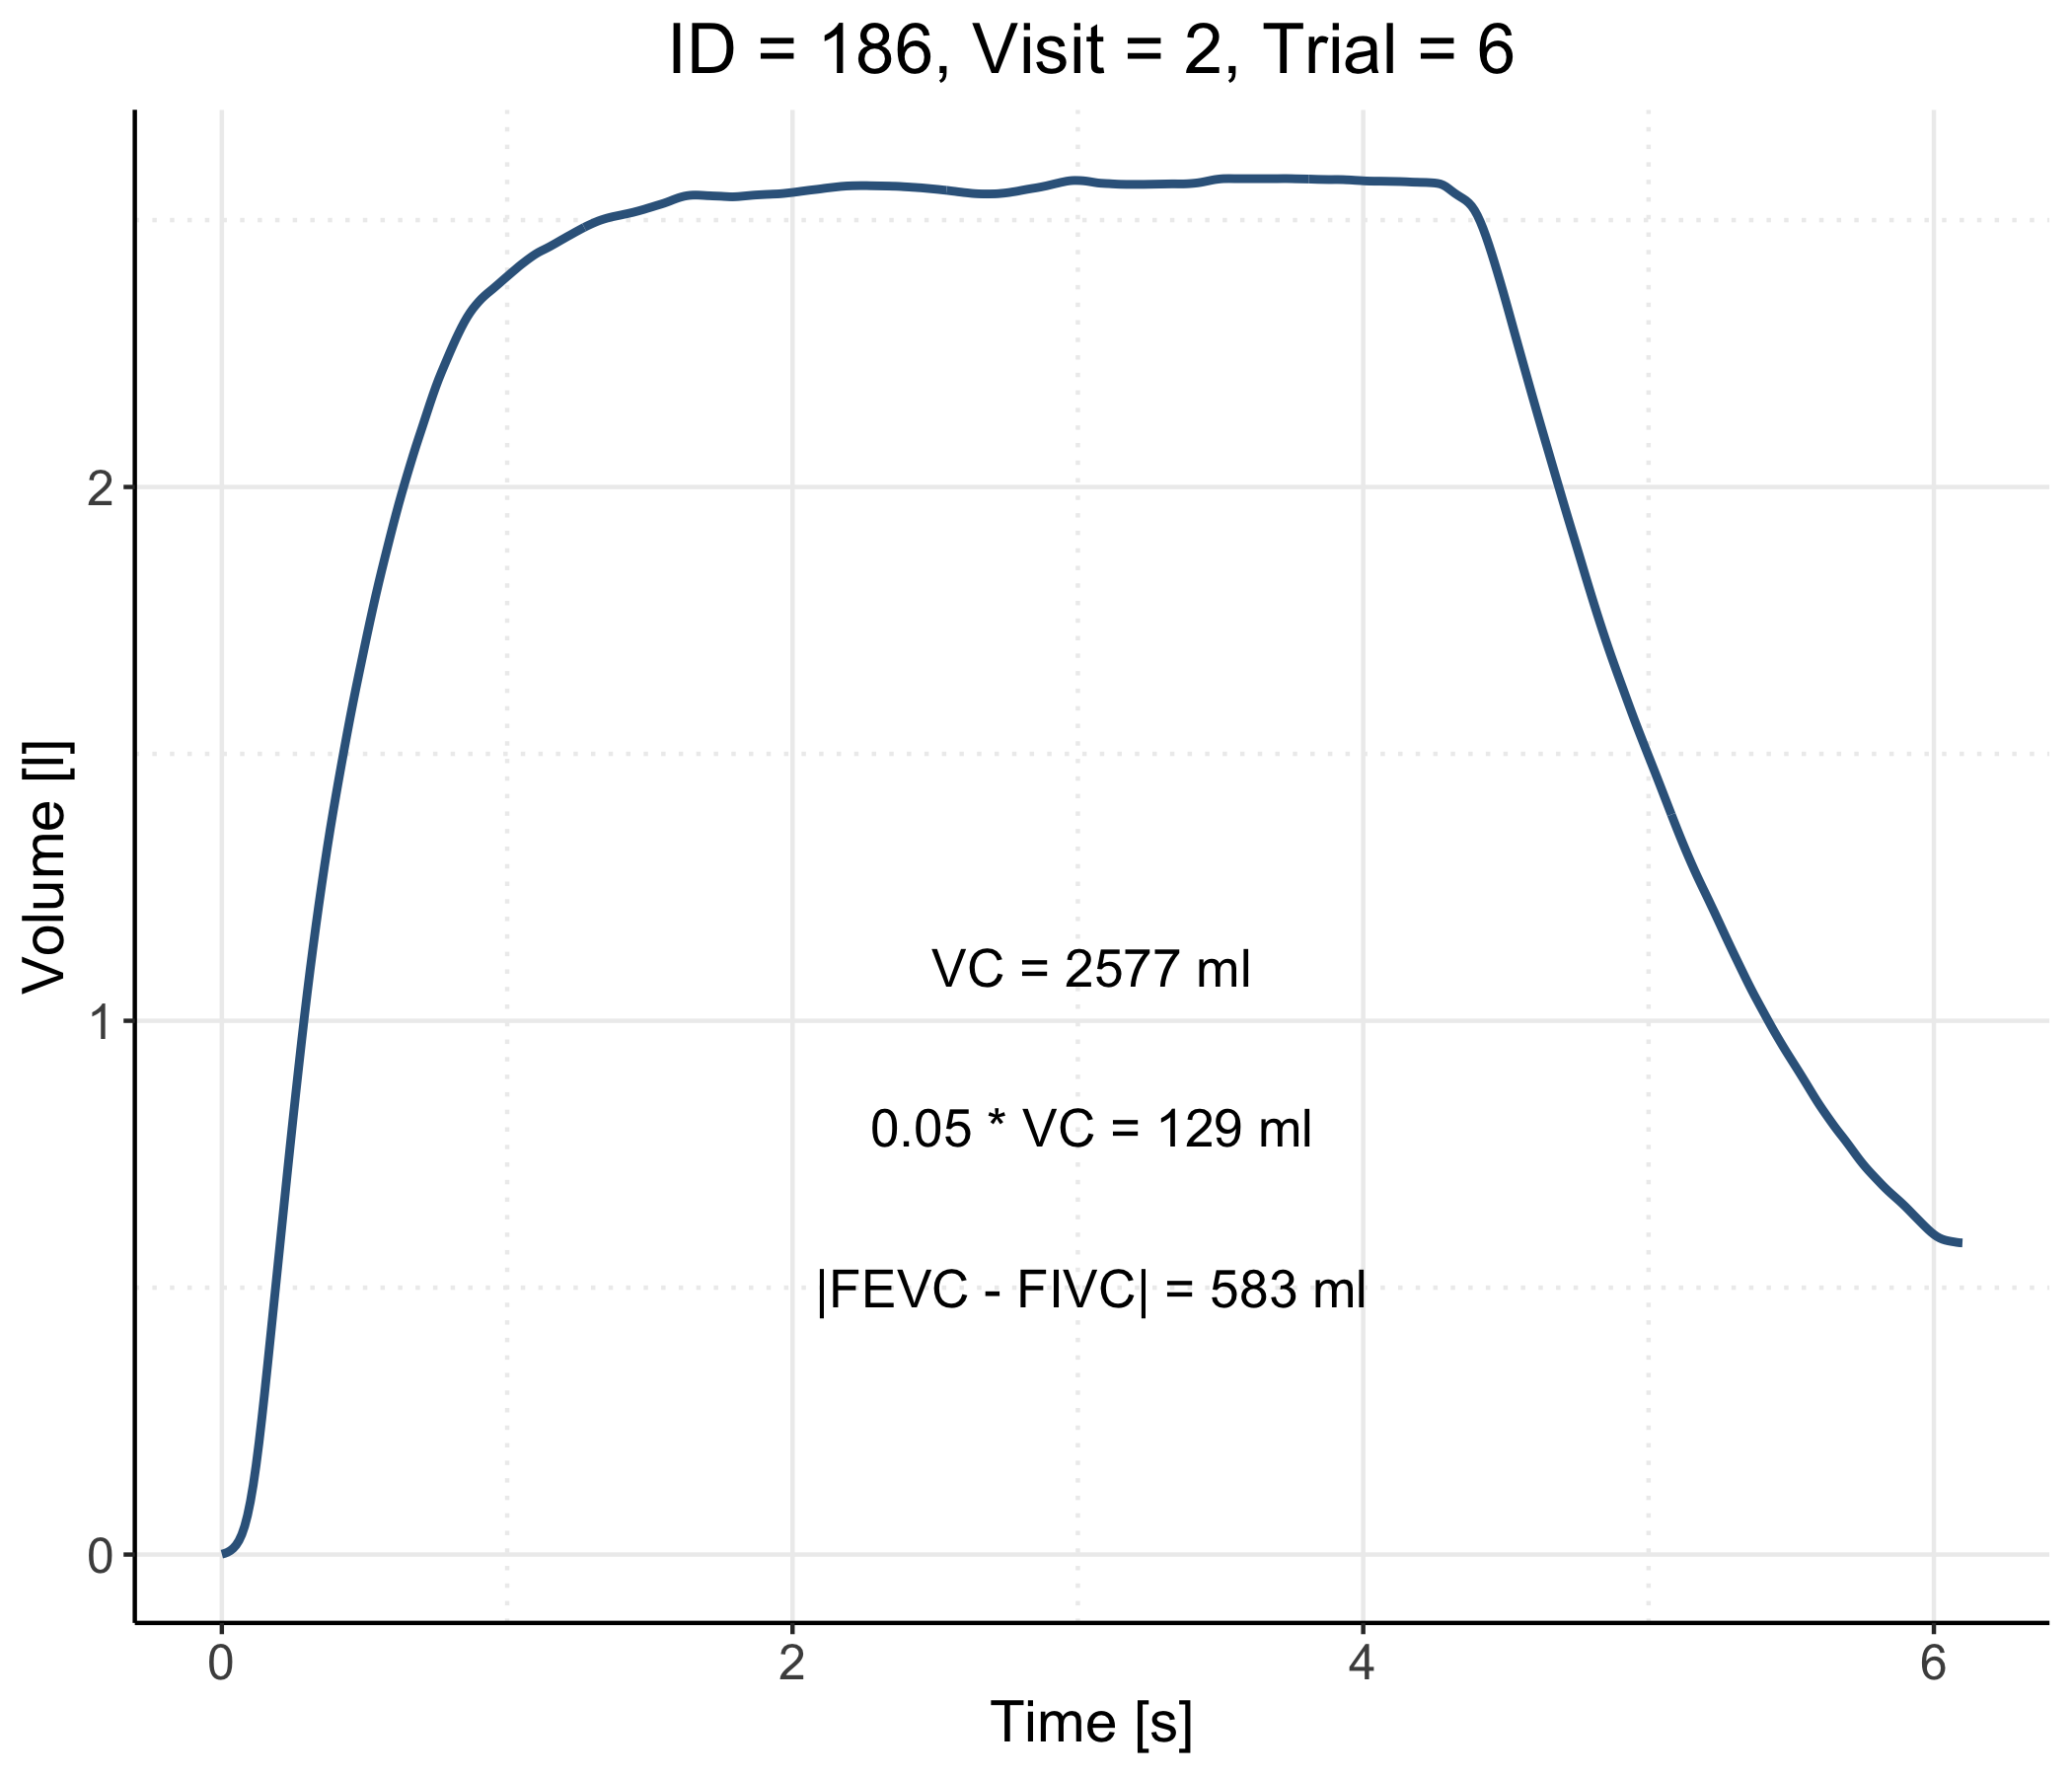 ID = 186, Visit = 2, Trial = 6
Volume [l]
2
1
0
VC = 2577 ml
0.05 * VC = 129 ml
|FEVC - FIVC| = 583 ml
0 2 4 6
Time [s]